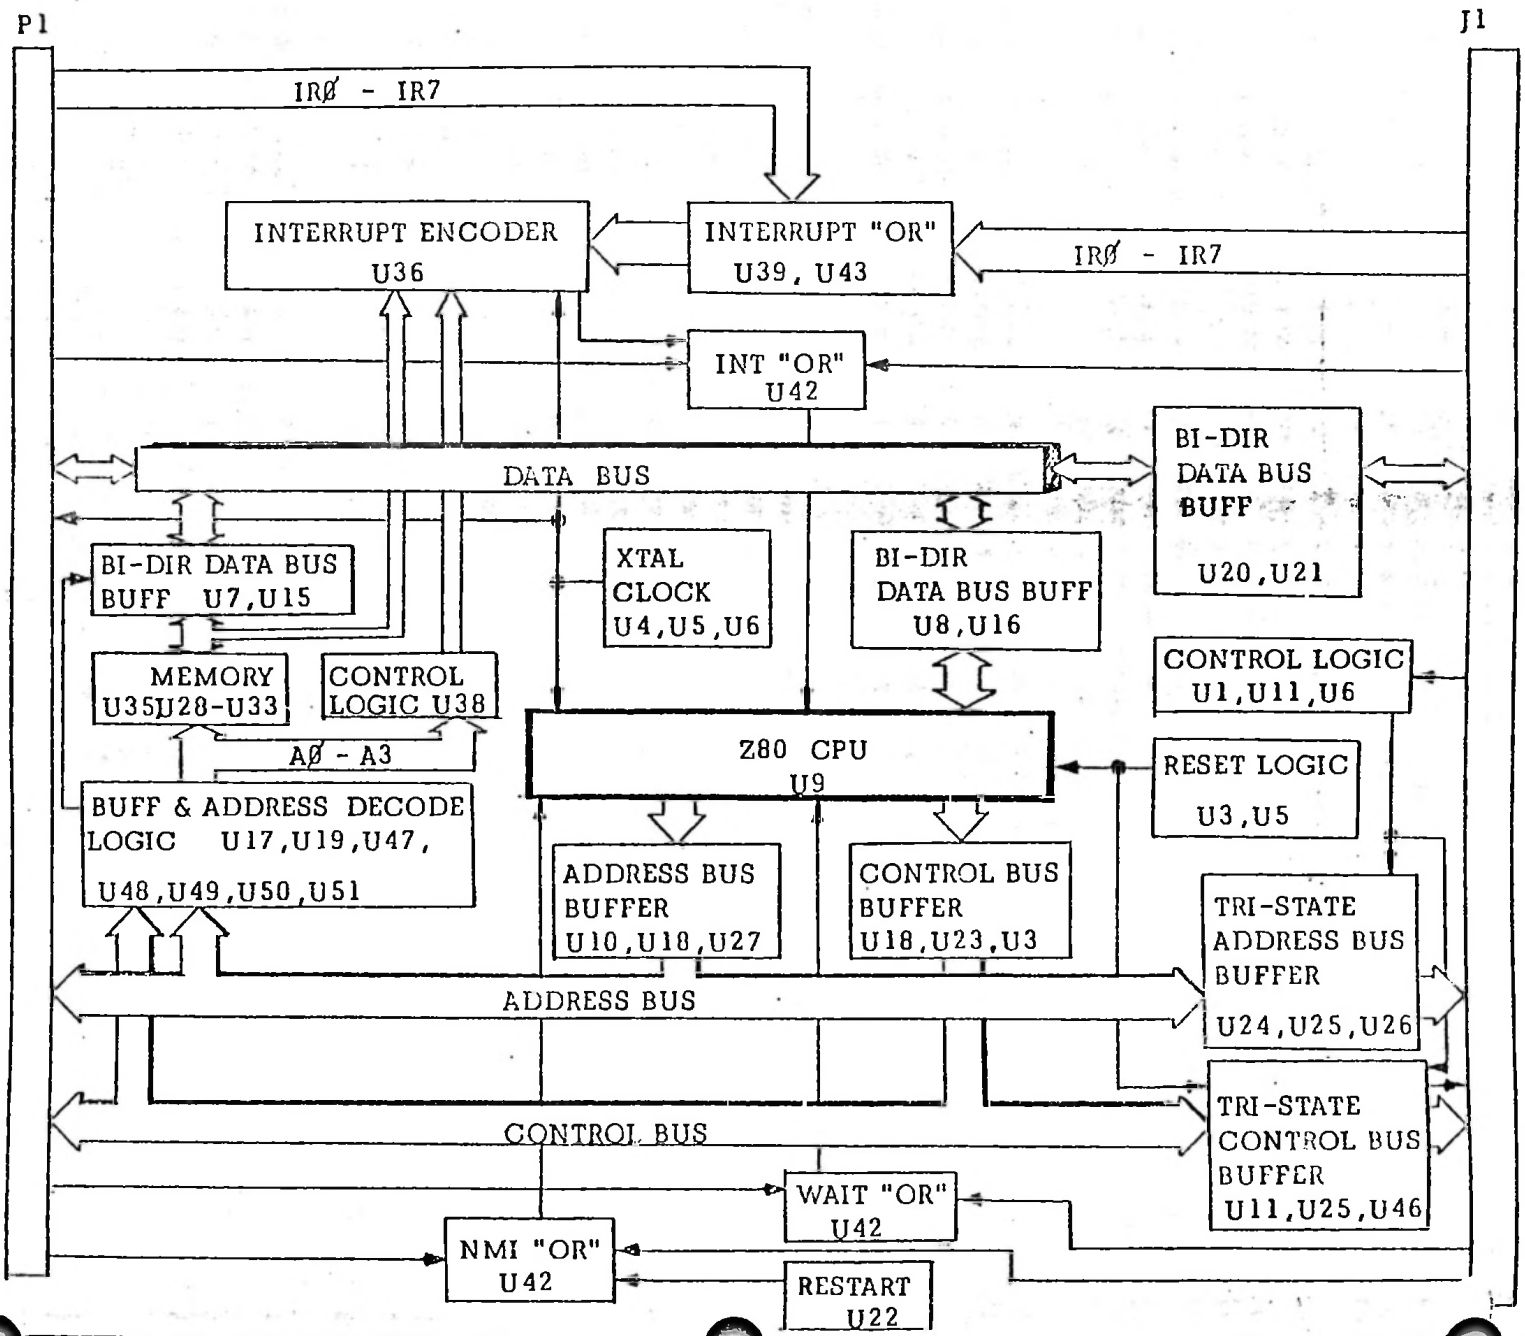 P1
J1
IRØ - IR7
INTERRUPT ENCODER
U36
INTERRUPT "OR"
U39, U43
IRØ - IR7
INT "OR"
U42
DATA BUS
BI-DIR
DATA BUS
BUFF
U20,U21
BI-DIR DATA BUS
BUFF U7,U15
XTAL
CLOCK
U4,U5,U6
BI-DIR
DATA BUS BUFF
U8,U16
MEMORY
U35,U28-U33
CONTROL
LOGIC U38
CONTROL LOGIC
U1,U11,U6
AØ - A3
Z80 CPU
U9
RESET LOGIC
U3,U5
BUFF & ADDRESS DECODE
LOGIC U17,U19,U47,
U48,U49,U50,U51
ADDRESS BUS
BUFFER
U10,U18,U27
CONTROL BUS
BUFFER
U18,U23,U3
TRI-STATE
ADDRESS BUS
BUFFER
U24,U25,U26
ADDRESS BUS
TRI-STATE
CONTROL BUS
BUFFER
U11,U25,U46
CONTROL BUS
WAIT "OR"
U42
NMI "OR"
U42
RESTART
U22